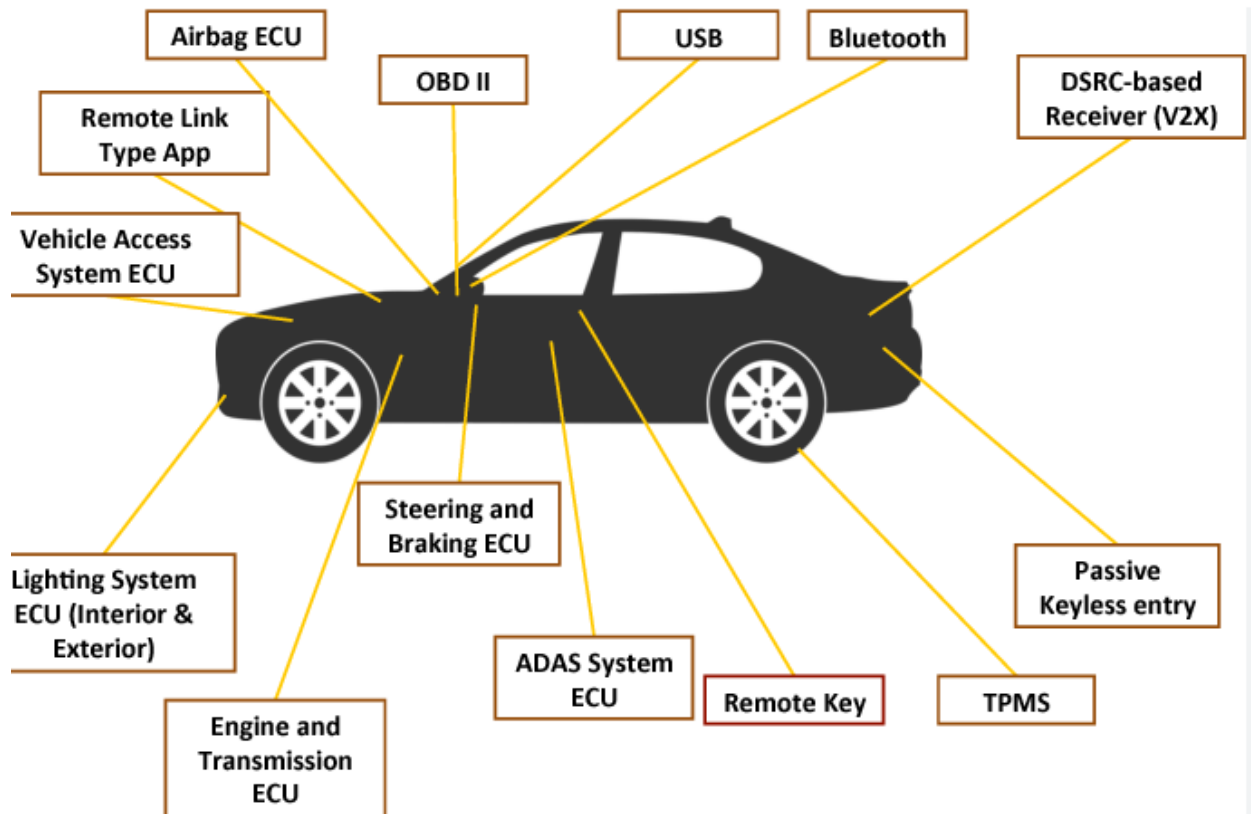 Airbag ECU
USB
Bluetooth
OBD II
DSRC-based
Receiver (V2X)
Remote Link
Type App
Vehicle Access
System ECU
Steering and
Braking ECU
Passive
Keyless entry
Lighting System
ECU (Interior &
Exterior)
ADAS System
ECU
Remote Key
TPMS
Engine and
Transmission
ECU